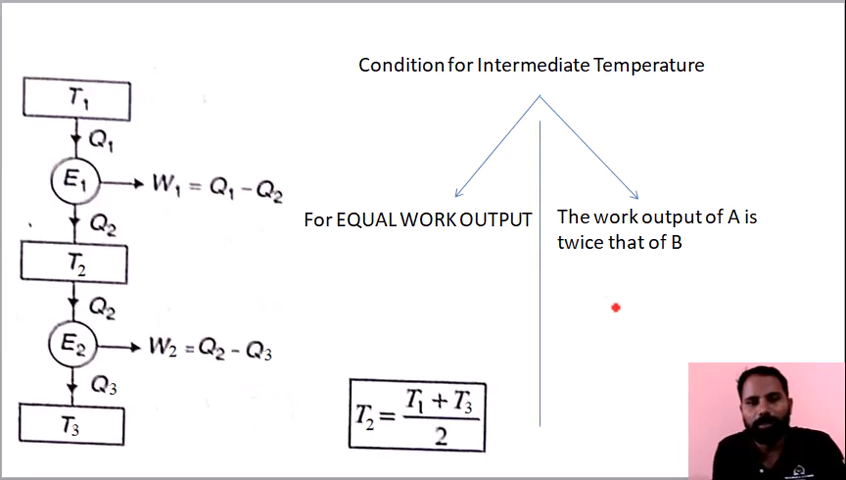 Condition for Intermediate Temperature
T1
Q1
E1
W1 = Q1 - Q2
Q2
T2
Q2
E2
W2 = Q2 - Q3
Q3
T3
For EQUAL WORK OUTPUT
The work output of A is
twice that of B
T2 = (T1 + T3) / 2